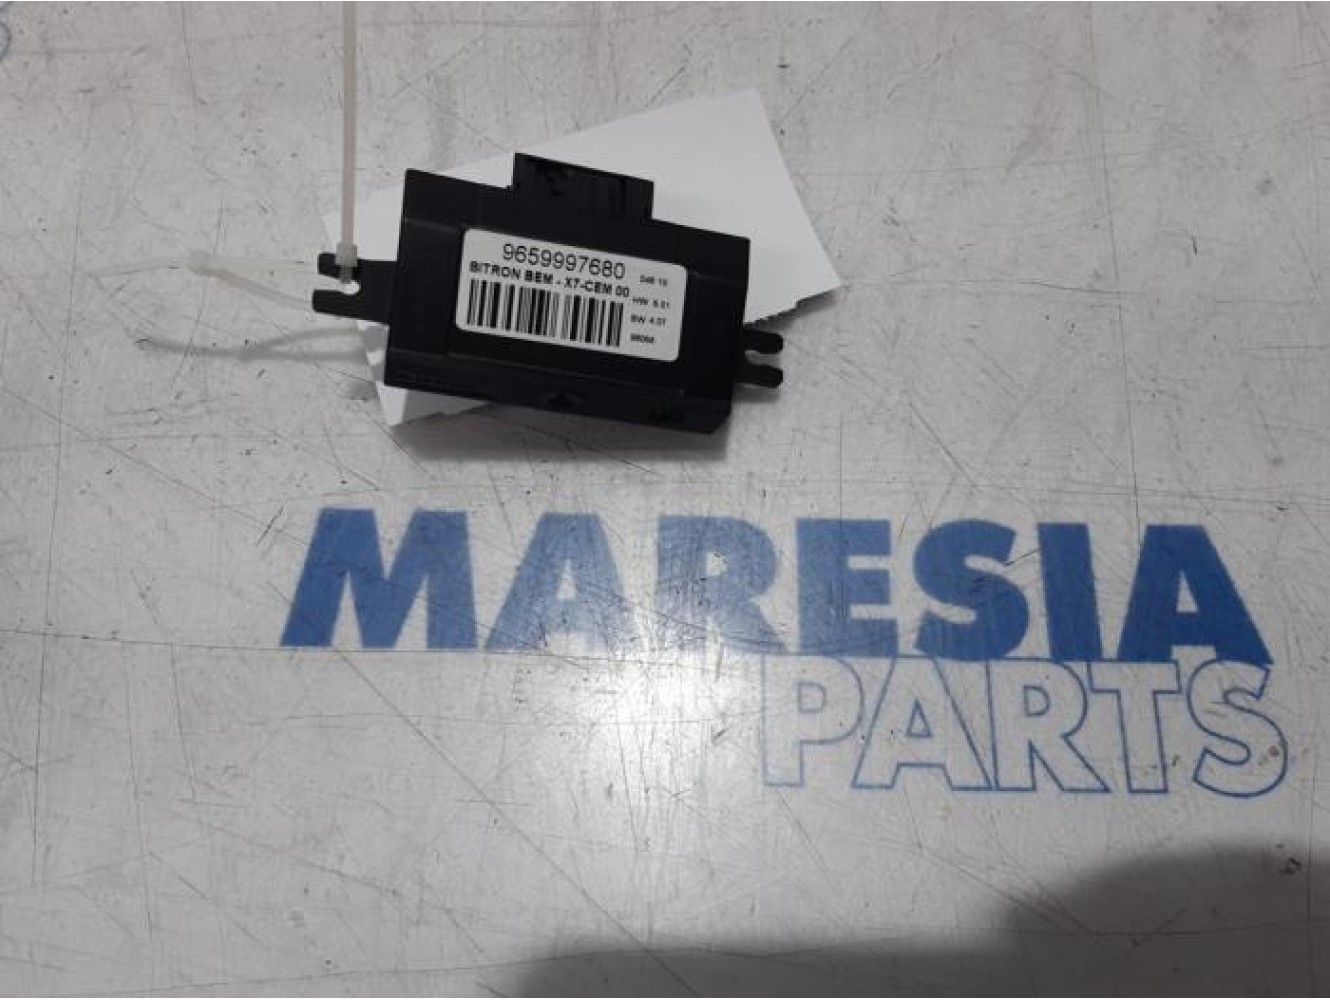 9659997680
BITRON BEM - X7-CEM 00
HW 5.01
SW 4.07
MARESIA
PARTS